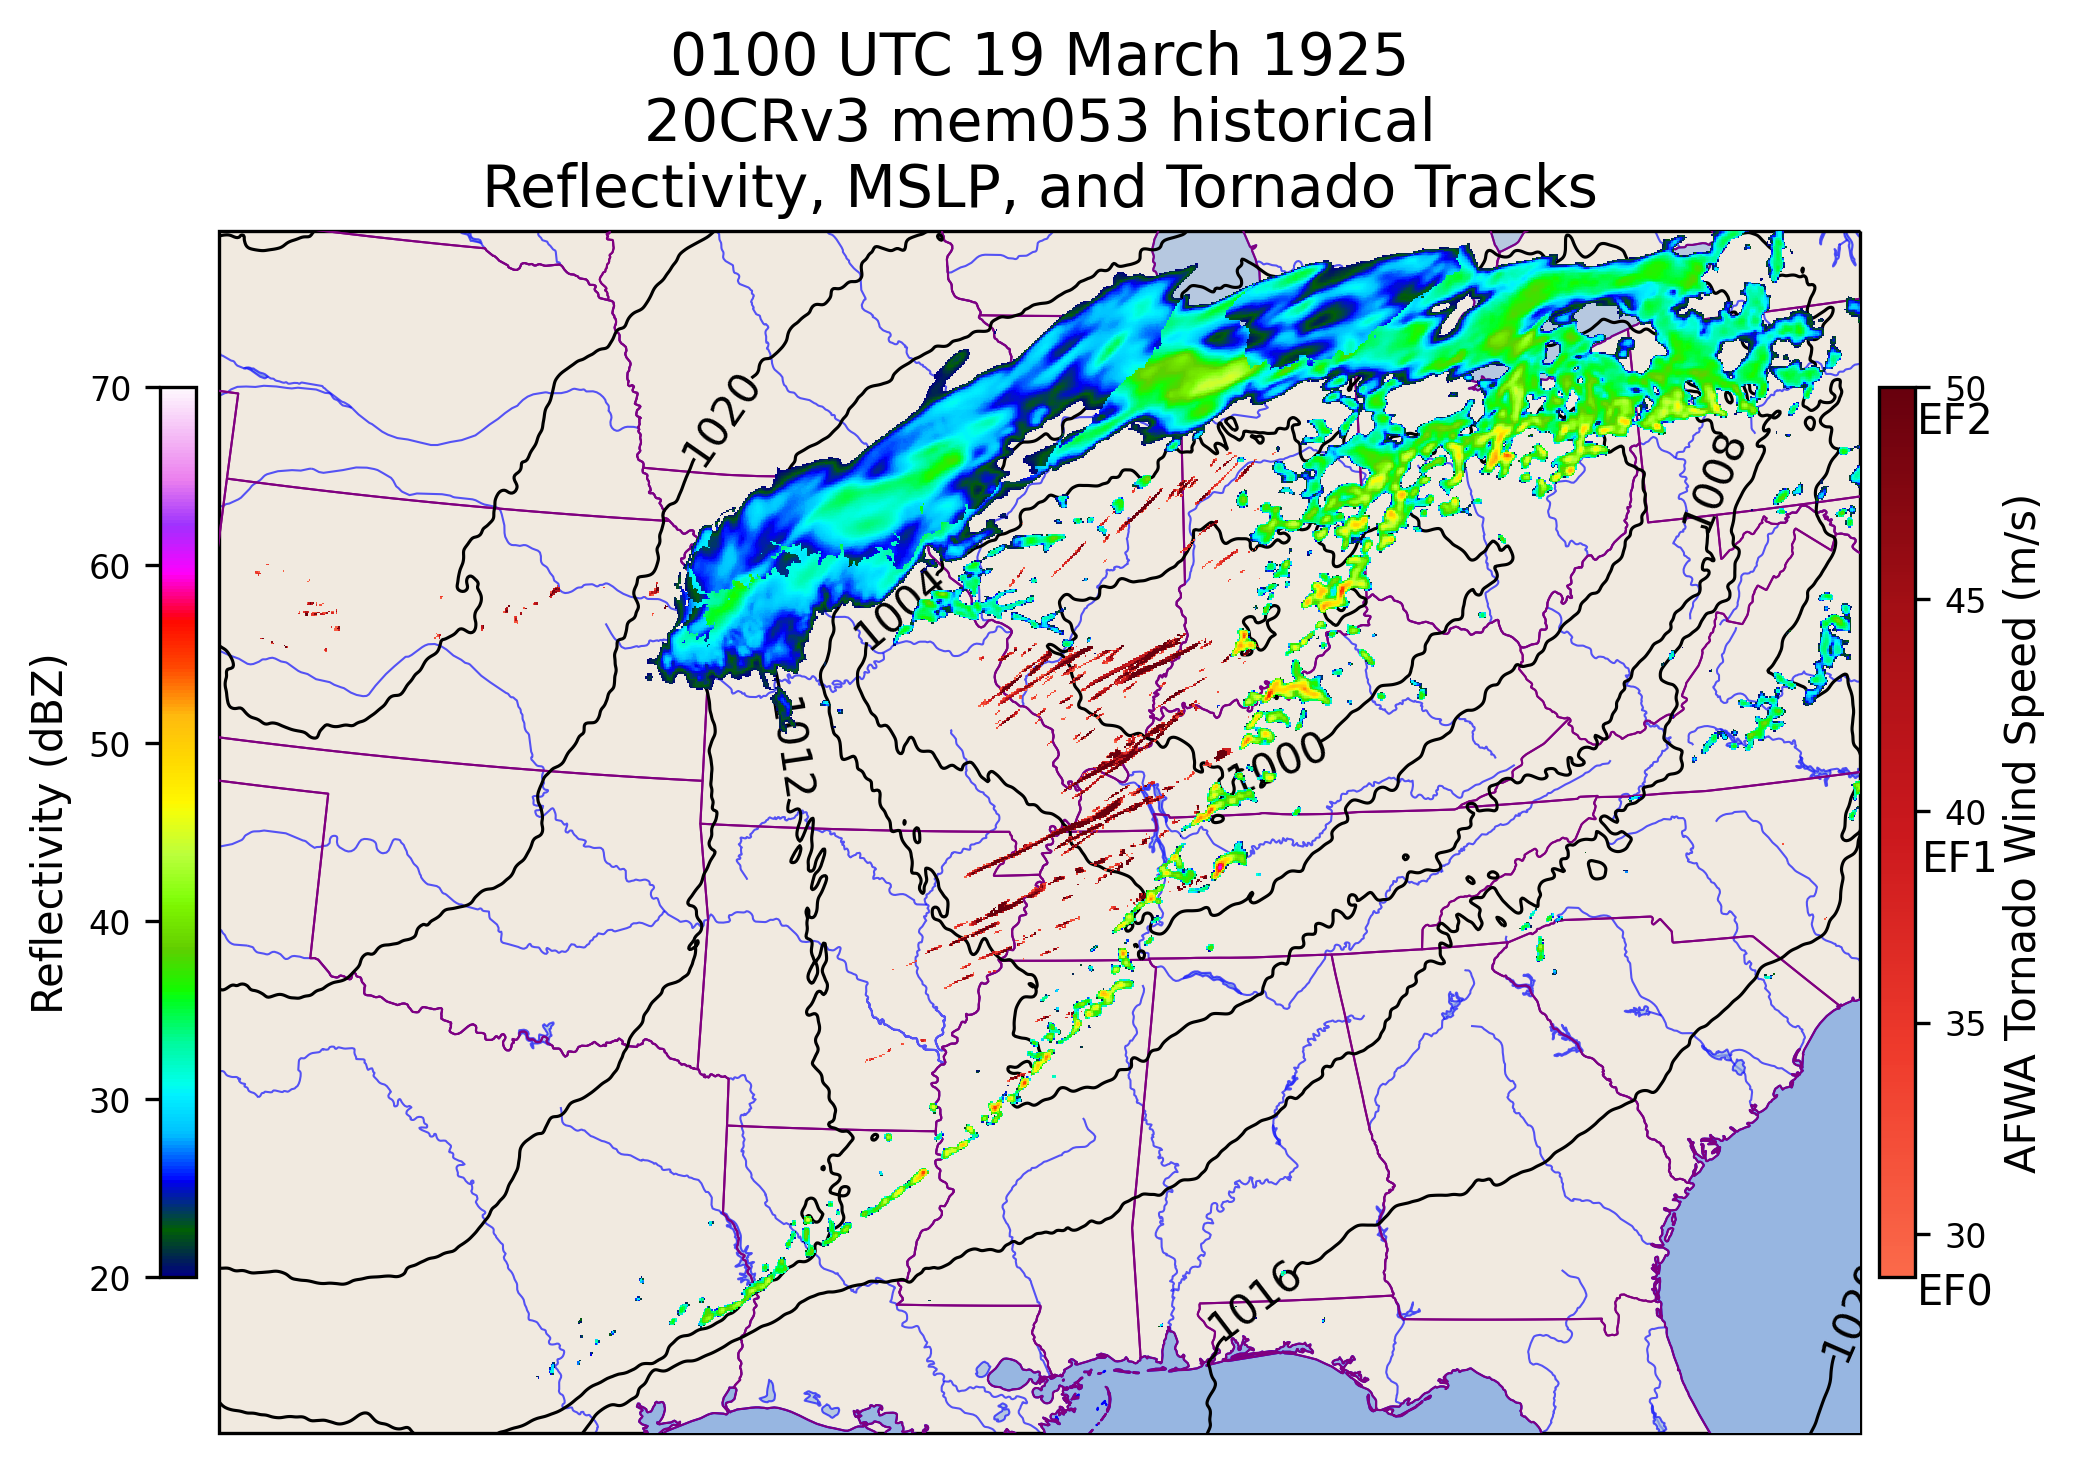 0100 UTC 19 March 1925
20CRv3 mem053 historical
Reflectivity, MSLP, and Tornado Tracks
Reflectivity (dBZ)
70
60
50
40
30
20
1020
1004
1012
1000
1008
1016
1020
50
EF2
45
40
EF1
35
30
EF0
AFWA Tornado Wind Speed (m/s)